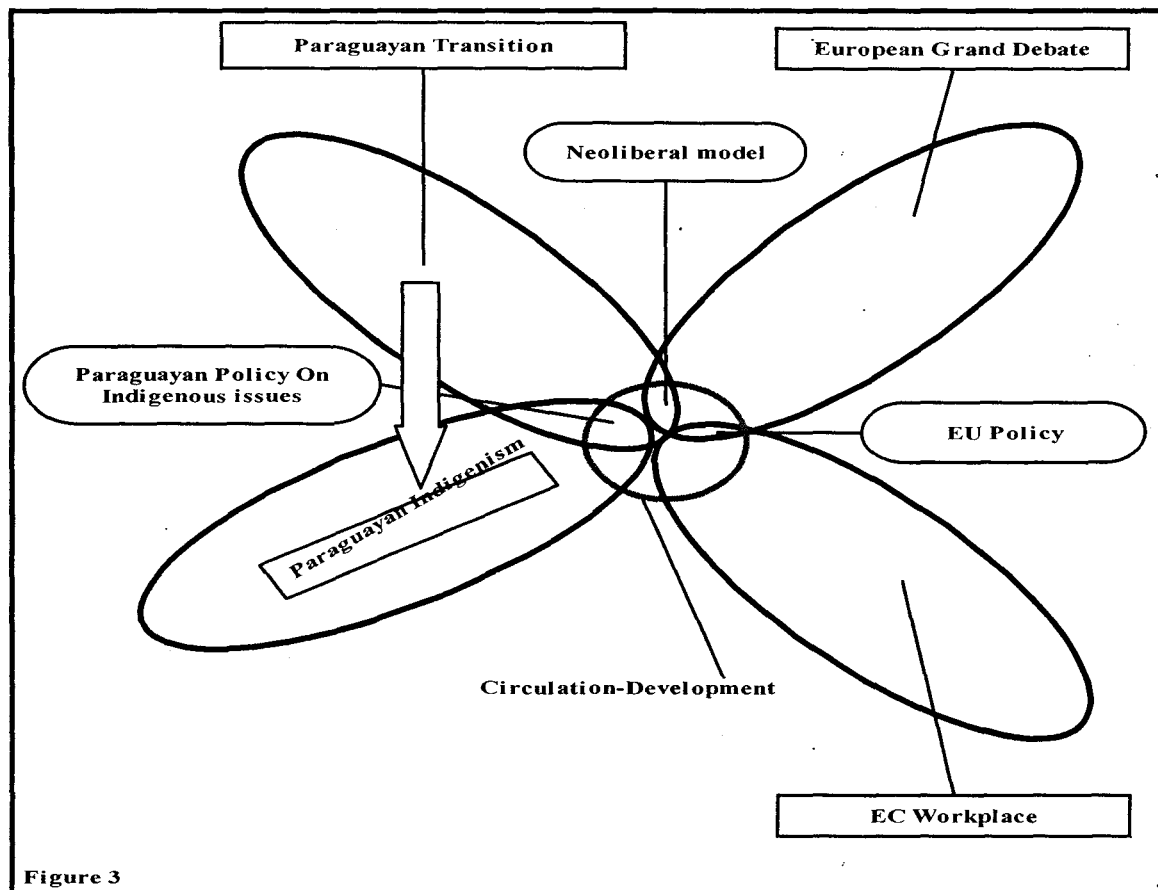 Paraguayan Transition
European Grand Debate
Neoliberal model
Paraguayan Policy On
Indigenous issues
EU Policy
Paraguayan Indigenism
Circulation-Development
EC Workplace
Figure 3